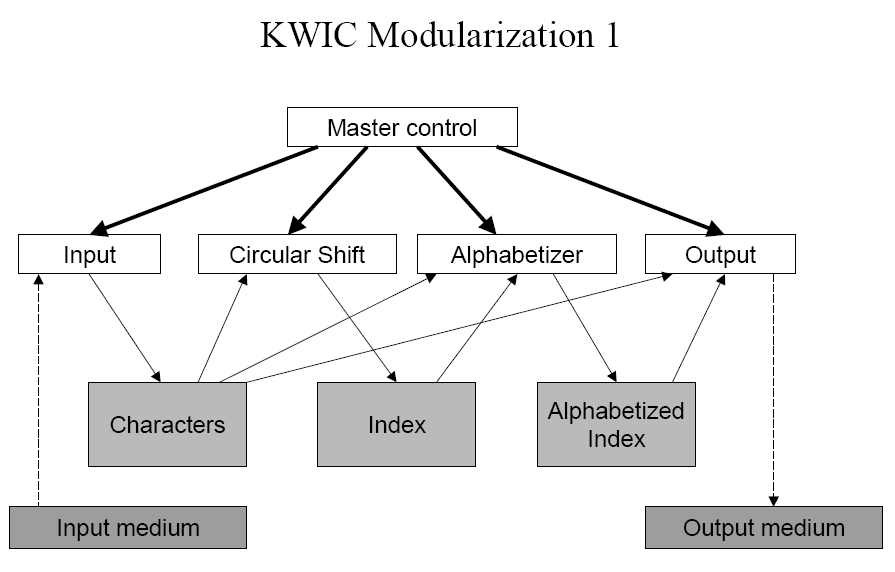 KWIC Modularization 1
Master control
Input
Circular Shift
Alphabetizer
Output
Characters
Index
Alphabetized
Index
Input medium
Output medium